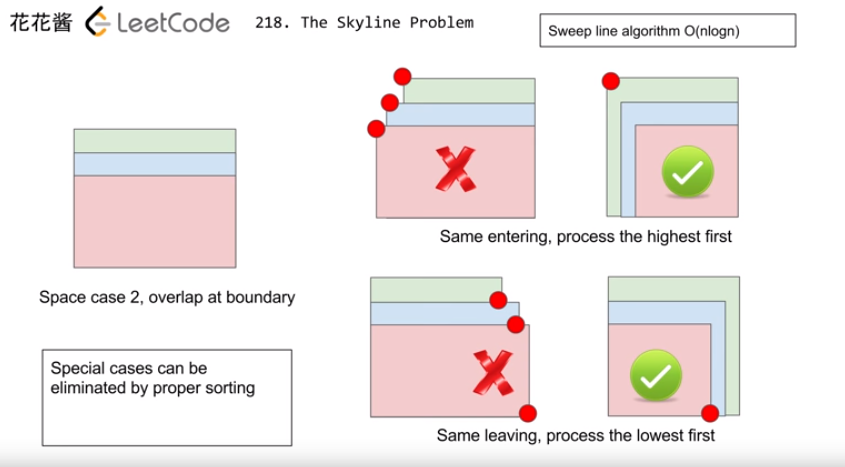 花花酱 LeetCode 218. The Skyline Problem
Sweep line algorithm O(nlogn)
Same entering, process the highest first
Space case 2, overlap at boundary
Special cases can be
eliminated by proper sorting
Same leaving, process the lowest first